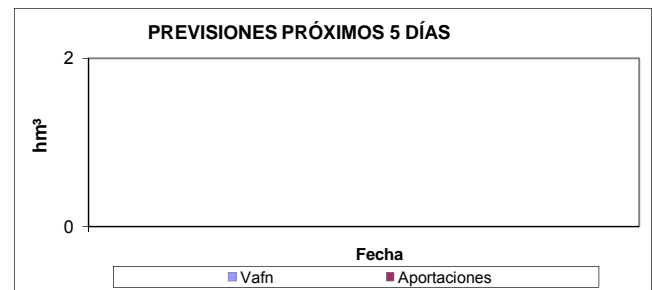 PREVISIONES PRÓXIMOS 5 DÍAS
2
hm³
0
Fecha
Vafn Aportaciones